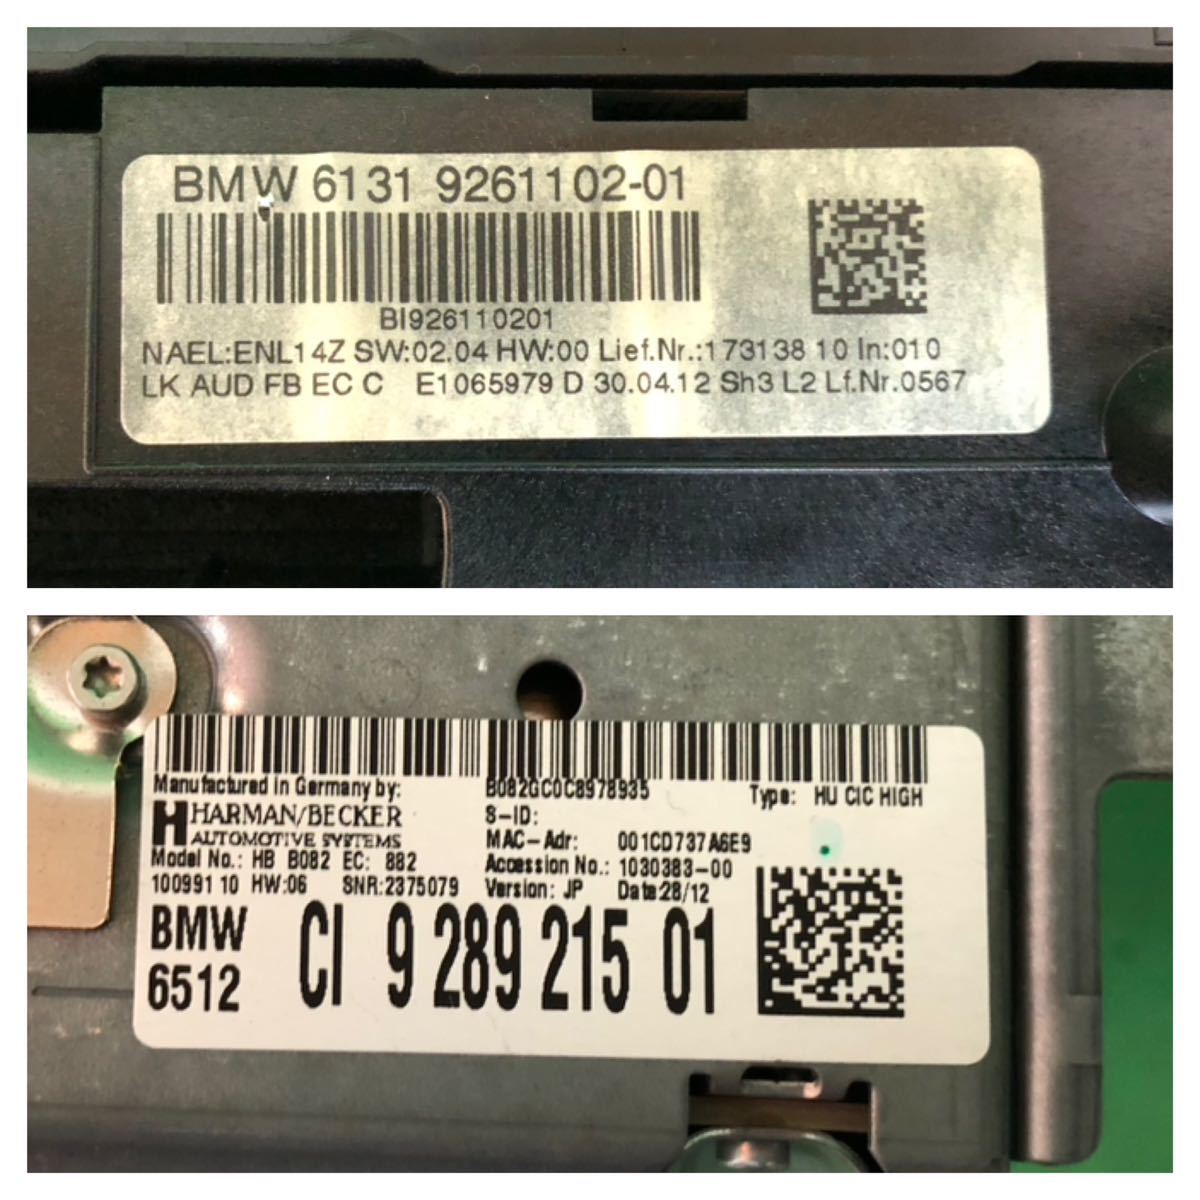 BMW 6131 9261102-01
BI926110201
NAEL:ENL14Z SW:02.04 HW:00 Lief.Nr.:173138 10 In:010
LK AUD FB EC C E1065979 D 30.04.12 Sh3 L2 Lf.Nr.0567
Manufactured in Germany by: B082GC0C8978935 Type: HU CIC HIGH
HARMAN/BECKER S-ID:
AUTOMOTIVE SYSTEMS MAC-Adr: 001CD737A6E9
Model No.: HB B082 EC: 882 Accession No.: 1030383-00
100991 10 HW:06 SNR:2375079 Version: JP Date:28/12
BMW
6512 CI 9 289 215 01